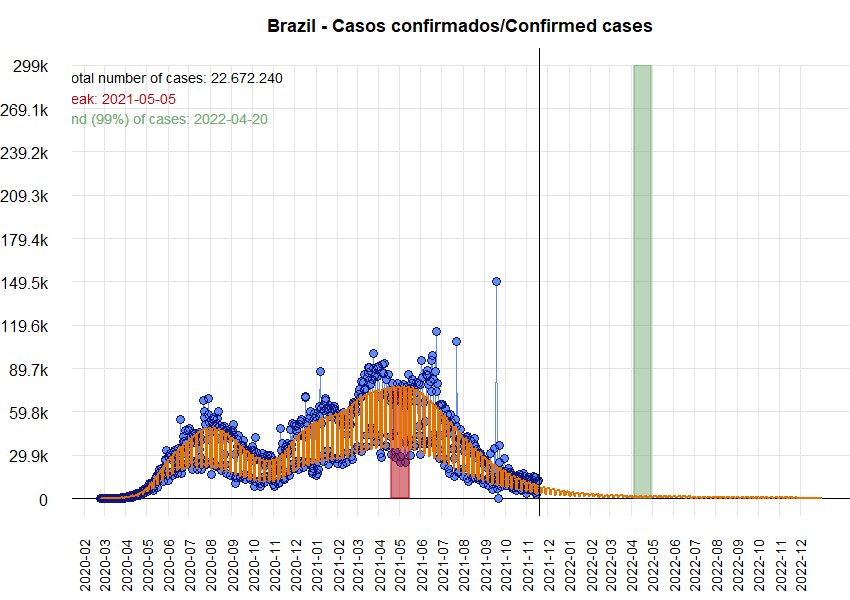 Brazil - Casos confirmados/Confirmed cases
299k
269.1k
239.2k
209.3k
179.4k
149.5k
119.6k
89.7k
59.8k
29.9k
0
otal number of cases: 22.672.240
eak: 2021-05-05
nd (99%) of cases: 2022-04-20
2020-02
2020-03
2020-04
2020-05
2020-06
2020-07
2020-08
2020-09
2020-10
2020-11
2020-12
2021-01
2021-02
2021-03
2021-04
2021-05
2021-06
2021-07
2021-08
2021-09
2021-10
2021-11
2021-12
2022-01
2022-02
2022-03
2022-04
2022-05
2022-06
2022-07
2022-08
2022-09
2022-10
2022-11
2022-12